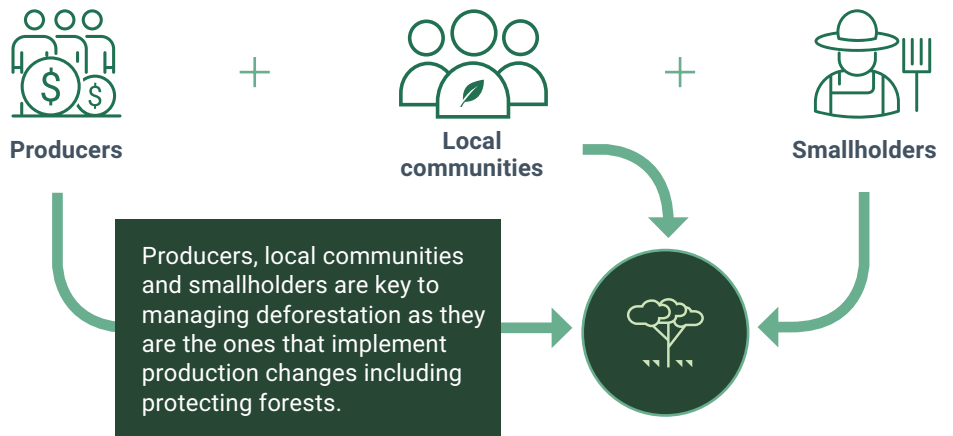 $
$
Producers
Local
communities
Smallholders
Producers, local communities
and smallholders are key to
managing deforestation as they
are the ones that implement
production changes including
protecting forests.